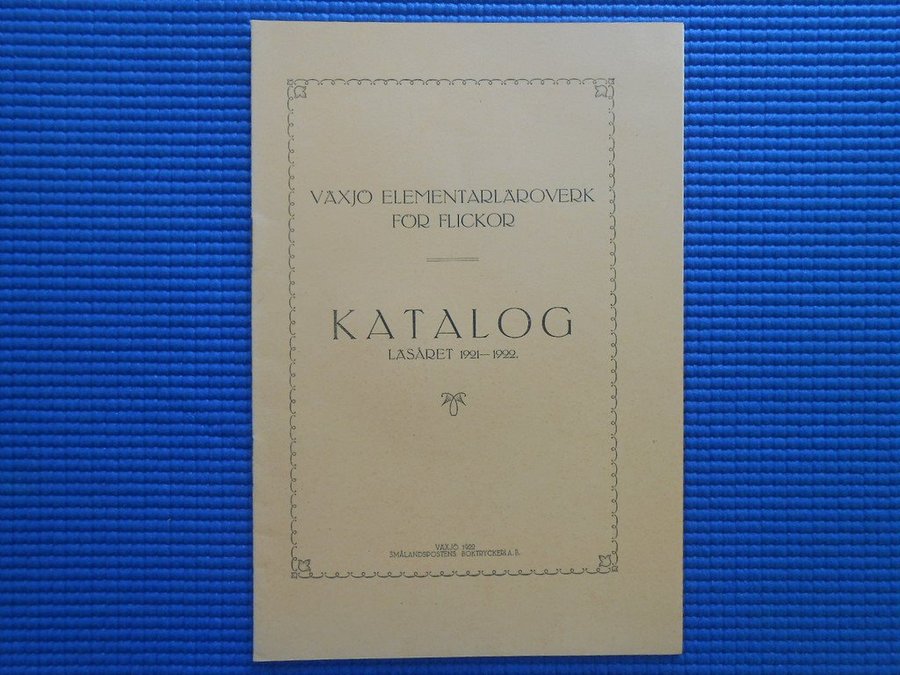 VÄXJÖ ELEMENTARLÄROVERK
FÖR FLICKOR
KATALOG
LÄSÅRET 1921—1922.
VÄXJÖ 1922
SMÅLANDSPOSTENS BOKTRYCKERI A. B.